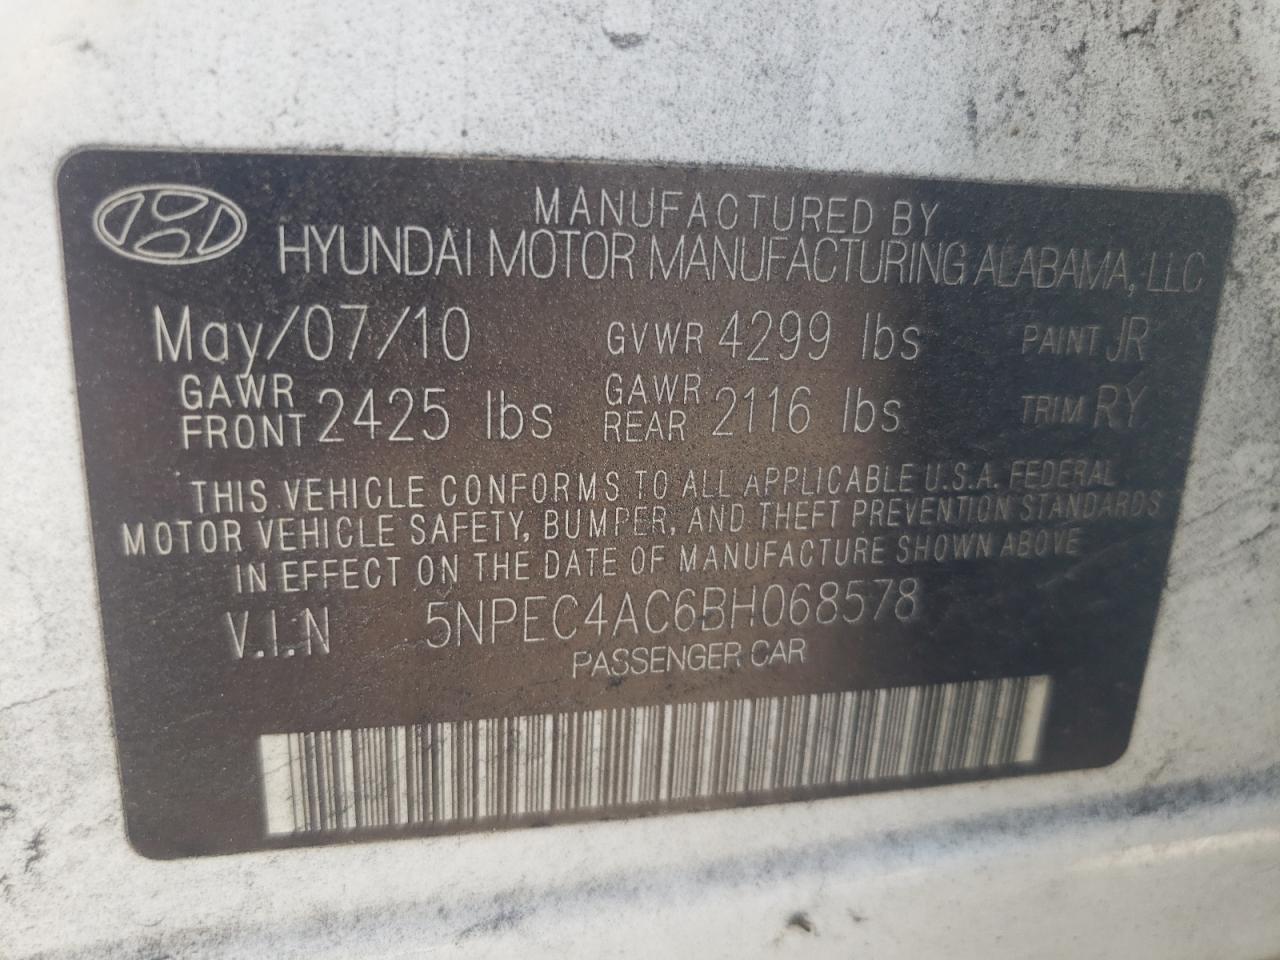 MANUFACTURED BY
HYUNDAI MOTOR MANUFACTURING ALABAMA, LLC
May/07/10 GVWR 4299 lbs PAINT JR
GAWR FRONT 2425 lbs GAWR REAR 2116 lbs TRIM RY
THIS VEHICLE CONFORMS TO ALL APPLICABLE U.S.A. FEDERAL
MOTOR VEHICLE SAFETY, BUMPER, AND THEFT PREVENTION STANDARDS
IN EFFECT ON THE DATE OF MANUFACTURE SHOWN ABOVE
V.I.N 5NPEC4AC6BH068578
PASSENGER CAR